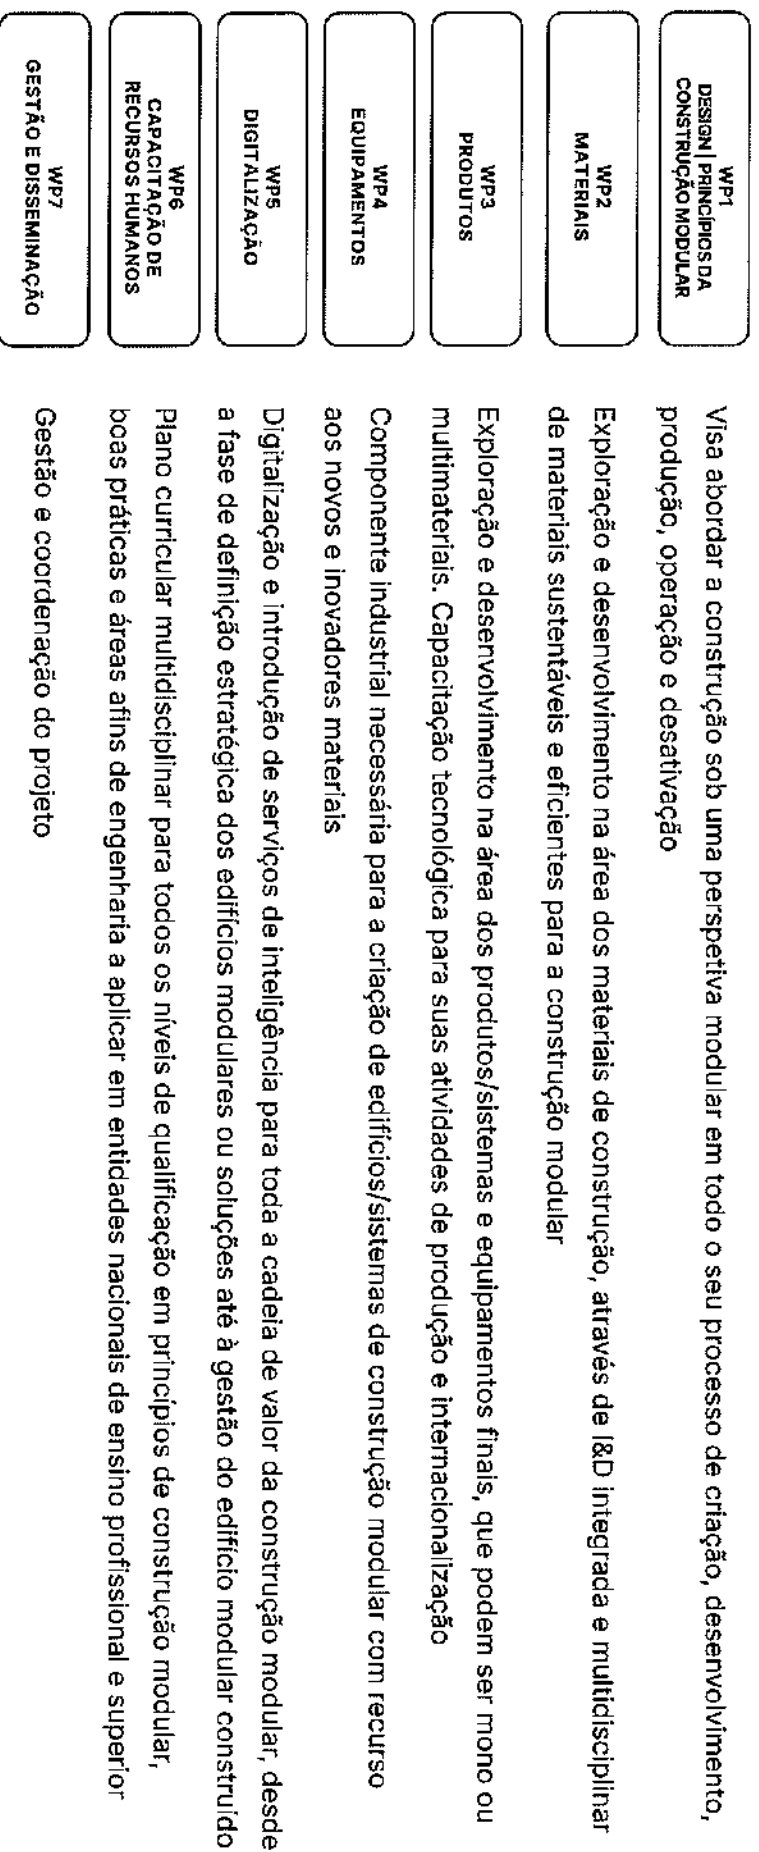 WP1
DESIGN | PRINCÍPIOS DA
CONSTRUÇÃO MODULAR
Visa abordar a construção sob uma perspetiva modular em todo o seu processo de criação, desenvolvimento,
produção, operação e desativação
WP2
MATERIAIS
Exploração e desenvolvimento na área dos materiais de construção, através de I&D integrada e multidisciplinar
de materiais sustentáveis e eficientes para a construção modular
WP3
PRODUTOS
Exploração e desenvolvimento na área dos produtos/sistemas e equipamentos finais, que podem ser mono ou
multimateriais. Capacitação tecnológica para suas atividades de produção e internacionalização
WP4
EQUIPAMENTOS
Componente industrial necessária para a criação de edifícios/sistemas de construção modular com recurso
aos novos e inovadores materiais
WP5
DIGITALIZAÇÃO
Digitalização e introdução de serviços de inteligência para toda a cadeia de valor da construção modular, desde
a fase de definição estratégica dos edifícios modulares ou soluções até à gestão do edifício modular construído
WP6
CAPACITAÇÃO DE
RECURSOS HUMANOS
Plano curricular multidisciplinar para todos os níveis de qualificação em princípios de construção modular,
boas práticas e áreas afins de engenharia a aplicar em entidades nacionais de ensino profissional e superior
WP7
GESTÃO E DISSEMINAÇÃO
Gestão e coordenação do projeto